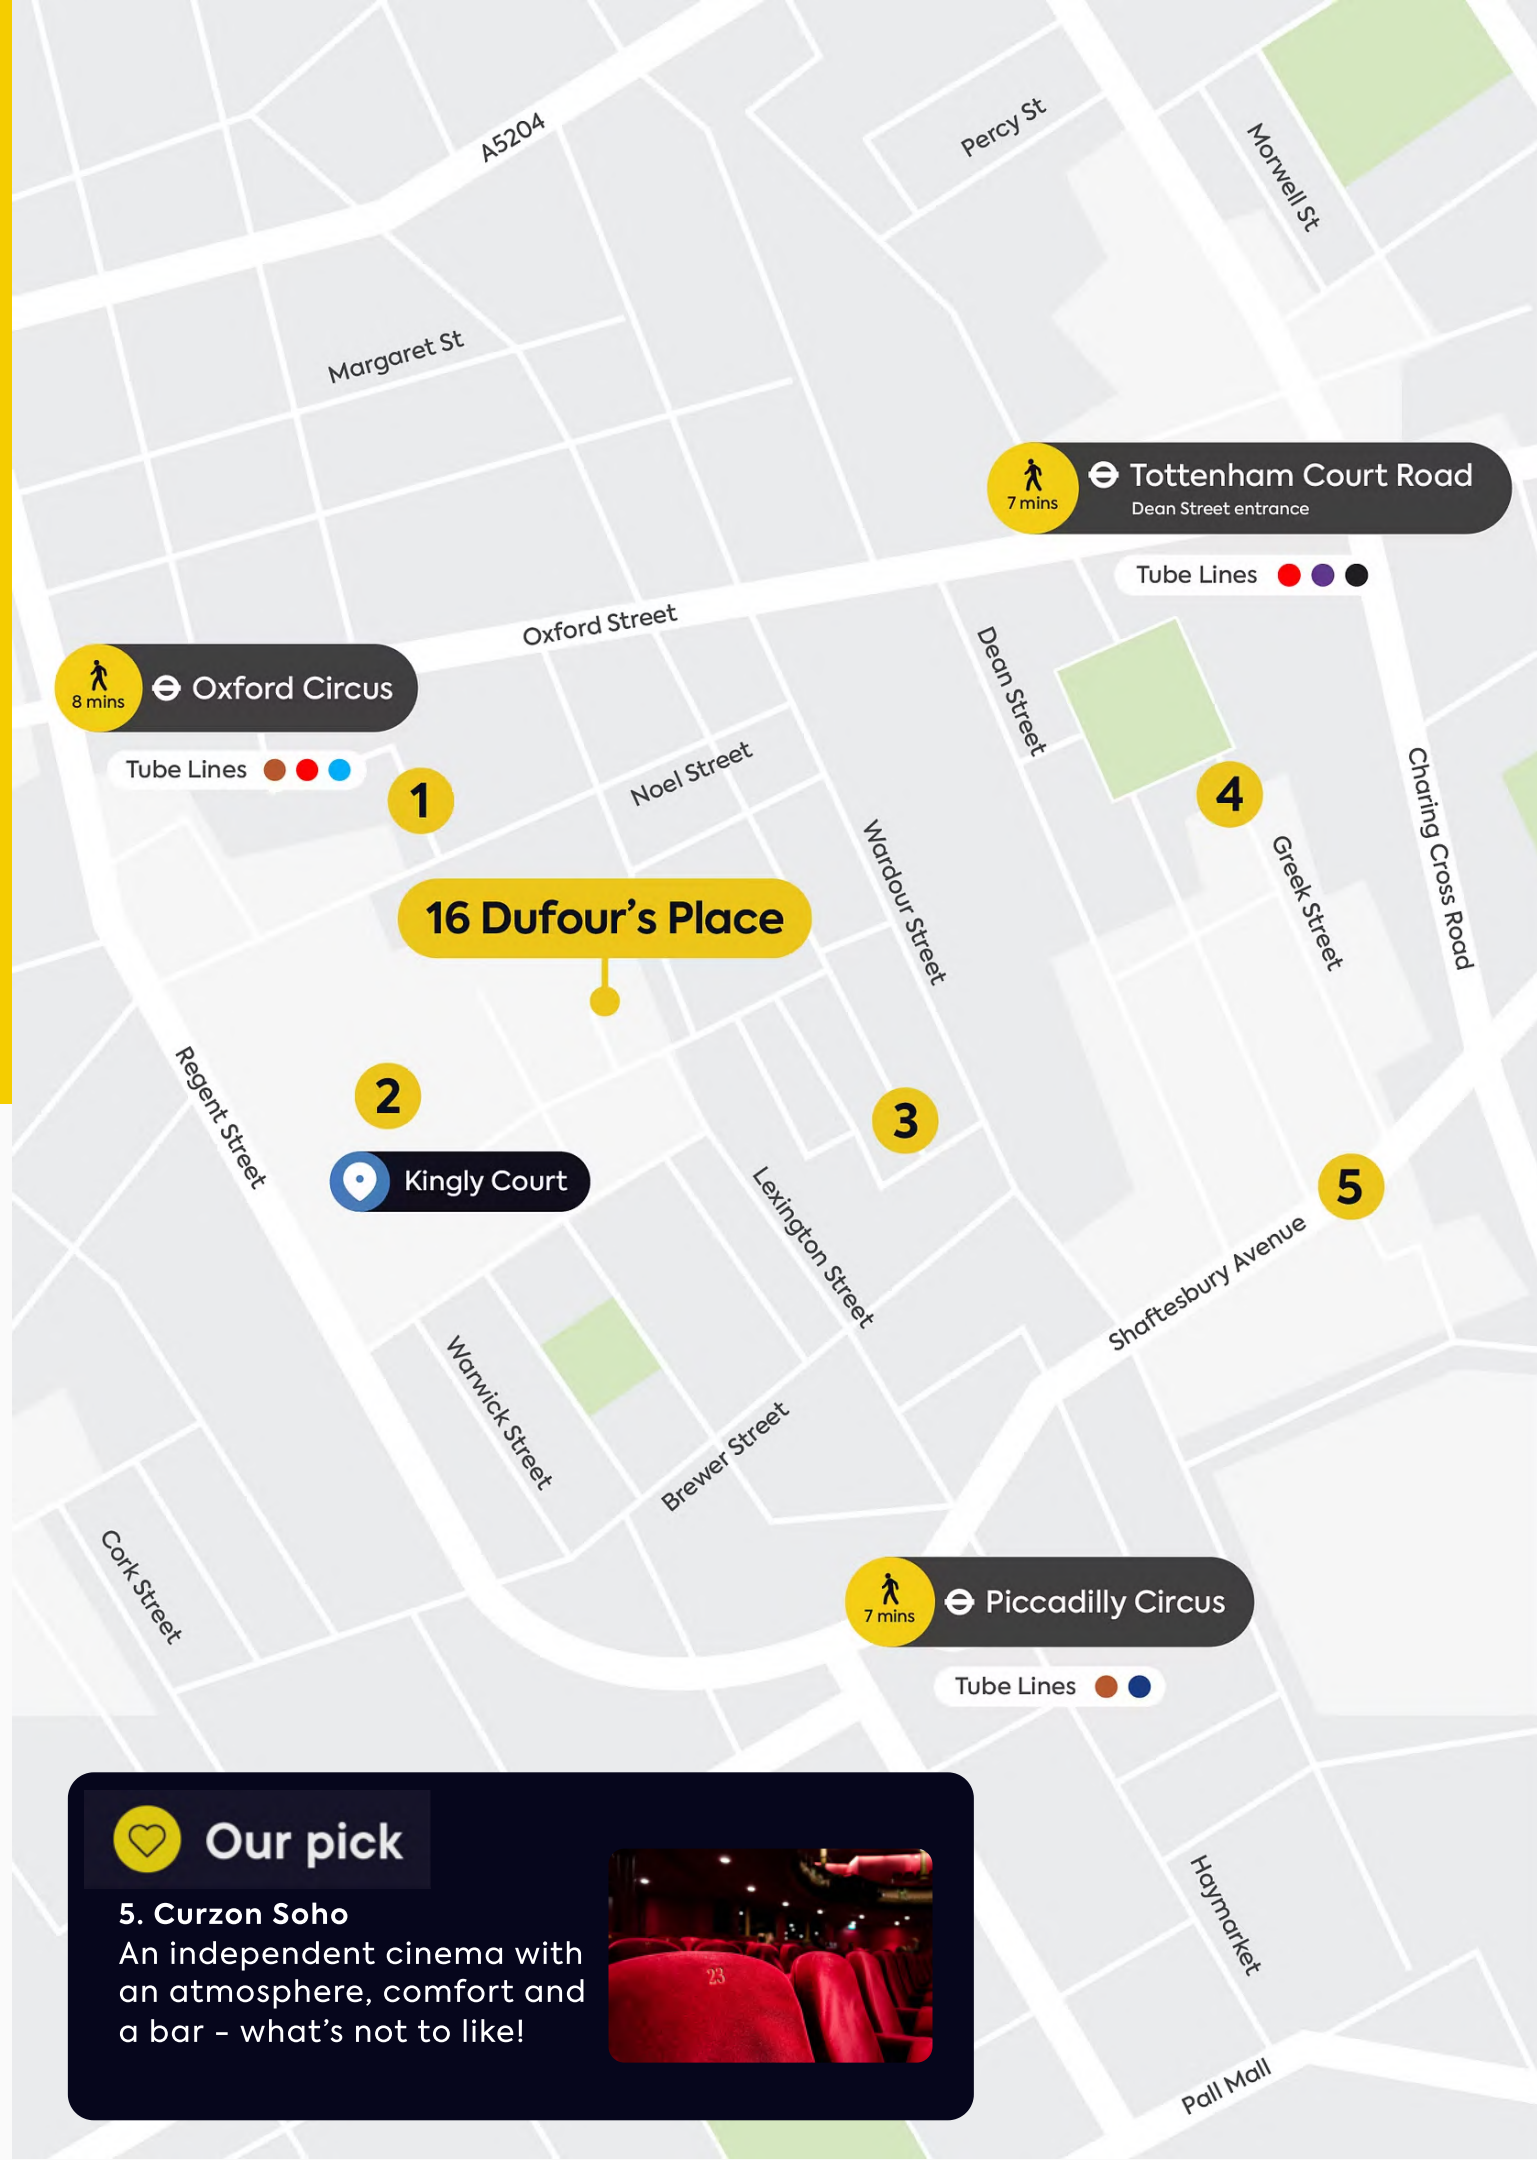 A5204
Percy St
Morwell St
Margaret St
7 mins
Tottenham Court Road
Dean Street entrance
Tube Lines
Oxford Street
Dean Street
8 mins
Oxford Circus
Tube Lines
Noel Street
1
4
Charing Cross Road
Wardour Street
Greek Street
16 Dufour’s Place
Regent Street
2
3
Kingly Court
5
Lexington Street
Shaftesbury Avenue
Warwick Street
Brewer Street
Cork Street
7 mins
Piccadilly Circus
Tube Lines
Our pick
5. Curzon Soho
An independent cinema with
an atmosphere, comfort and
a bar - what’s not to like!
23
Haymarket
Pall Mall